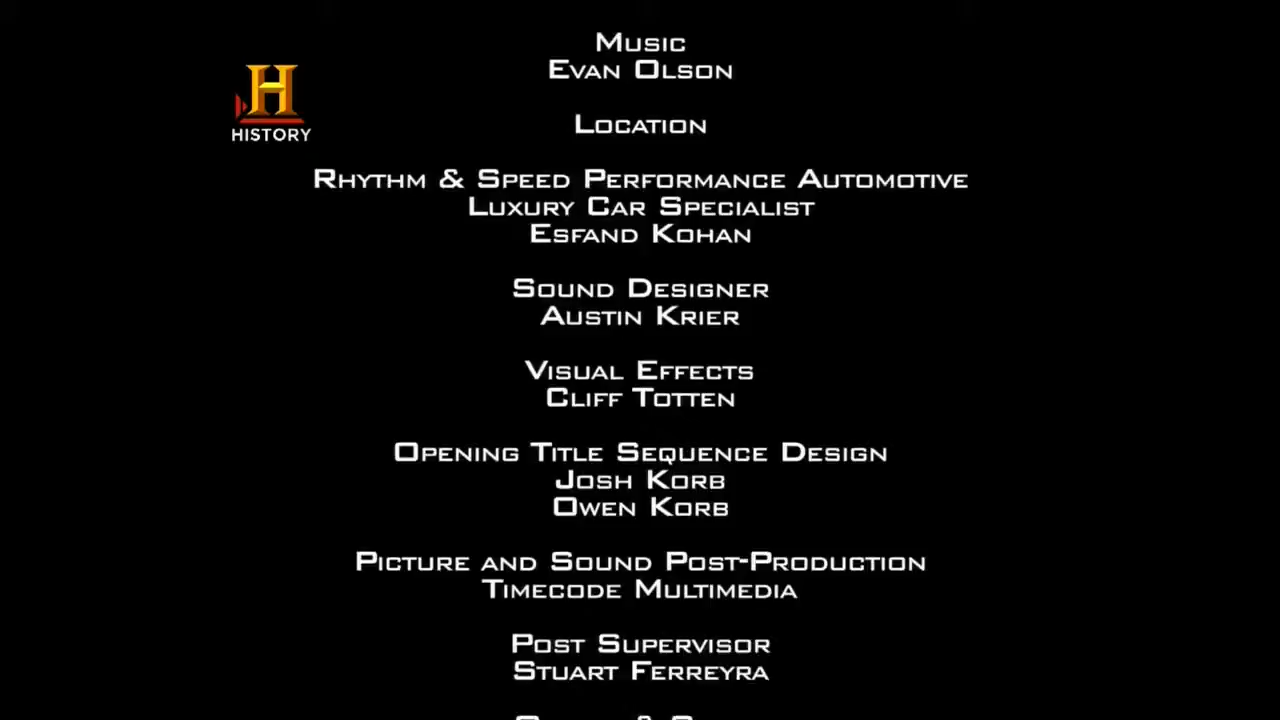 Music
Evan Olson
H
HISTORY
Location
Rhythm & Speed Performance Automotive
Luxury Car Specialist
Esfand Kohan
Sound Designer
Austin Krier
Visual Effects
Cliff Totten
Opening Title Sequence Design
Josh Korb
Owen Korb
Picture and Sound Post-Production
Timecode Multimedia
Post Supervisor
Stuart Ferreyra